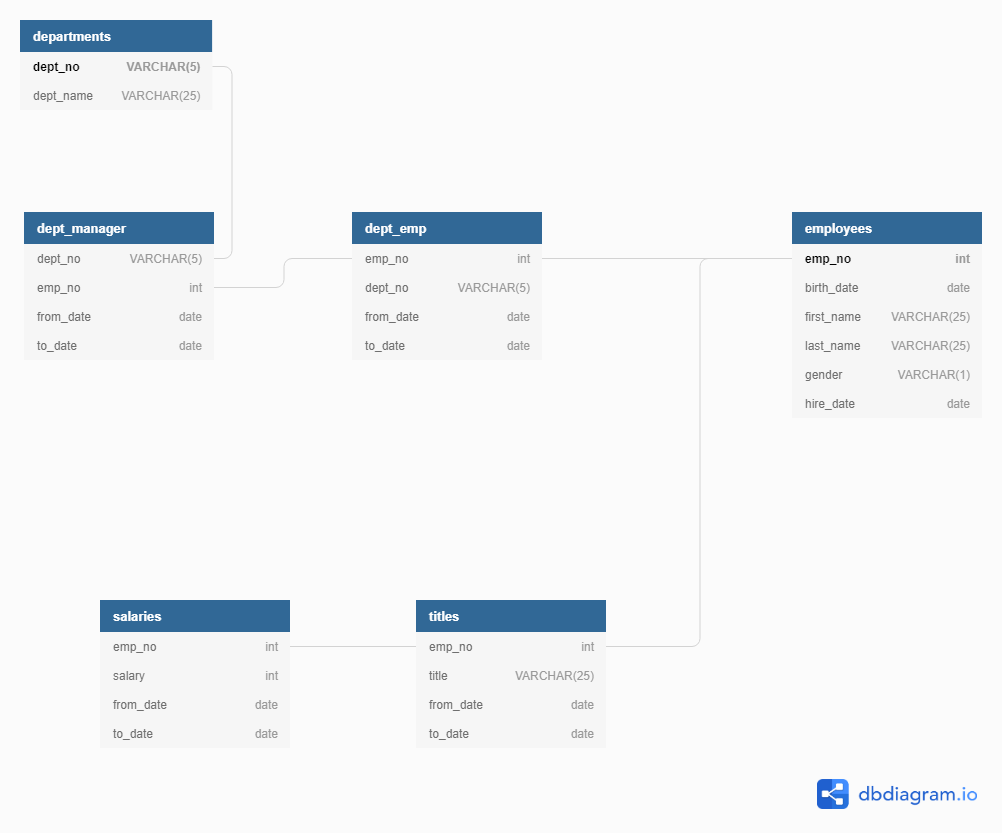 departments
dept_no VARCHAR(5)
dept_name VARCHAR(25)
dept_manager
dept_no VARCHAR(5)
emp_no int
from_date date
to_date date
dept_emp
emp_no int
dept_no VARCHAR(5)
from_date date
to_date date
employees
emp_no int
birth_date date
first_name VARCHAR(25)
last_name VARCHAR(25)
gender VARCHAR(1)
hire_date date
salaries
emp_no int
salary int
from_date date
to_date date
titles
emp_no int
title VARCHAR(25)
from_date date
to_date date
dbdiagram.io